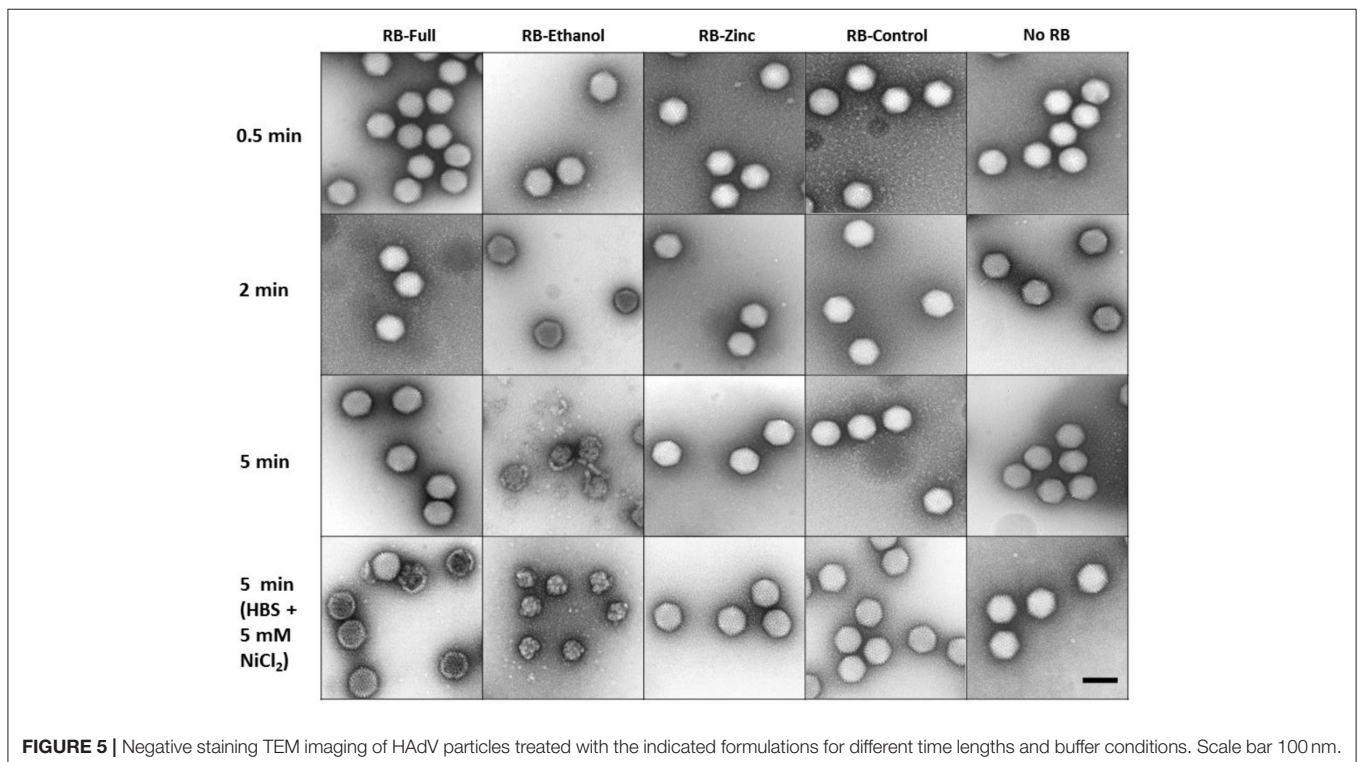 RB-Full RB-Ethanol RB-Zinc RB-Control No RB
0.5 min
2 min
5 min
5 min
(HBS +
5 mM
NiCl₂)
FIGURE 5 | Negative staining TEM imaging of HAdV particles treated with the indicated formulations for different time lengths and buffer conditions. Scale bar 100 nm.